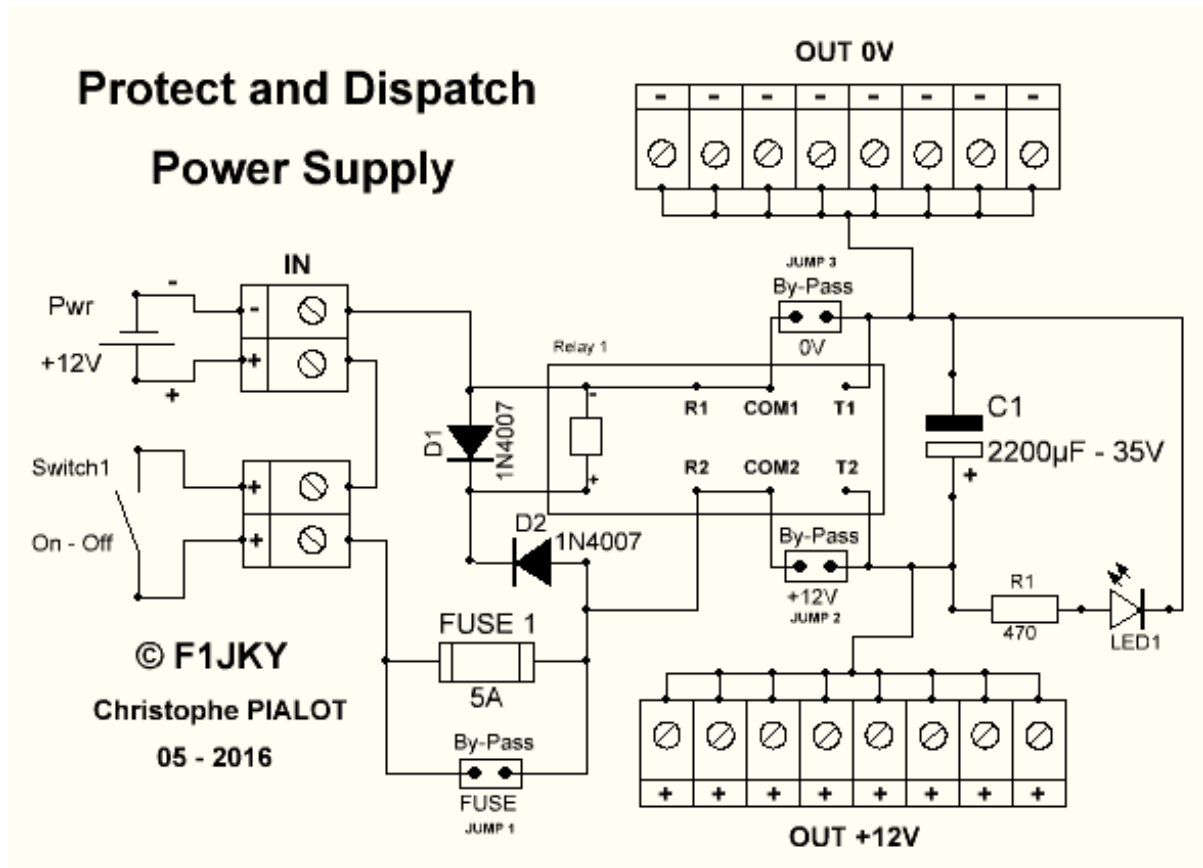 Protect and Dispatch
Power Supply
OUT 0V
- - - - - - - -
IN
Pwr
+12V
-
+
-
+
Switch1
On - Off
+
+
D1
1N4007
D2
1N4007
Relay 1
-
+
R1 COM1 T1
R2 COM2 T2
JUMP 3
By-Pass
0V
By-Pass
+12V
JUMP 2
C1
2200µF - 35V
+
R1
470
LED1
FUSE 1
5A
By-Pass
FUSE
JUMP 1
© F1JKY
Christophe PIALOT
05 - 2016
+ + + + + + + +
OUT +12V